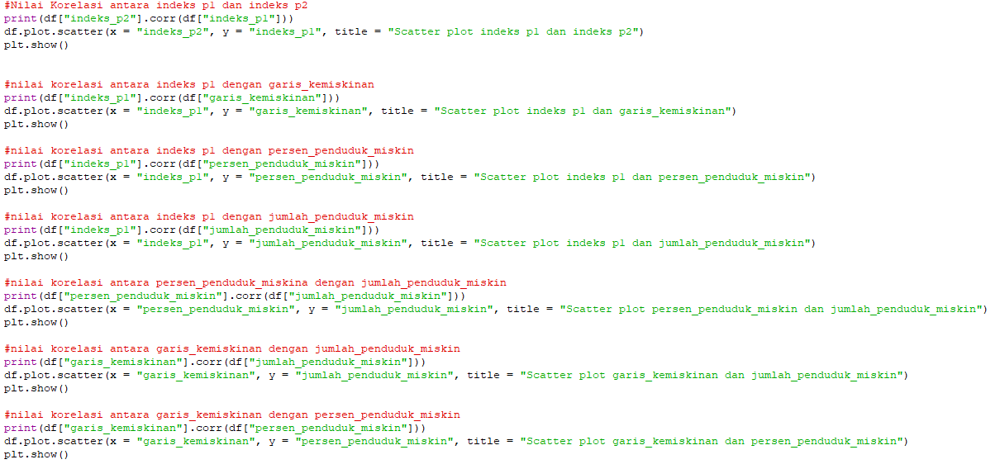 #Nilai Korelasi antara indeks p1 dan indeks p2
print(df["indeks_p2"].corr(df["indeks_p1"]))
df.plot.scatter(x = "indeks_p2", y = "indeks_p1", title = "Scatter plot indeks p1 dan indeks p2")
plt.show()
#nilai korelasi antara indeks p1 dengan garis_kemiskinan
print(df["indeks_p1"].corr(df["garis_kemiskinan"]))
df.plot.scatter(x = "indeks_p1", y = "garis_kemiskinan", title = "Scatter plot indeks p1 dan garis_kemiskinan")
plt.show()
#nilai korelasi antara indeks p1 dengan persen_penduduk_miskin
print(df["indeks_p1"].corr(df["persen_penduduk_miskin"]))
df.plot.scatter(x = "indeks_p1", y = "persen_penduduk_miskin", title = "Scatter plot indeks p1 dan persen_penduduk_miskin")
plt.show()
#nilai korelasi antara indeks p1 dengan jumlah_penduduk_miskin
print(df["indeks_p1"].corr(df["jumlah_penduduk_miskin"]))
df.plot.scatter(x = "indeks_p1", y = "jumlah_penduduk_miskin", title = "Scatter plot indeks p1 dan jumlah_penduduk_miskin")
plt.show()
#nilai korelasi antara persen_penduduk_miskina dengan jumlah_penduduk_miskin
print(df["persen_penduduk_miskin"].corr(df["jumlah_penduduk_miskin"]))
df.plot.scatter(x = "persen_penduduk_miskin", y = "jumlah_penduduk_miskin", title = "Scatter plot persen_penduduk_miskin dan jumlah_penduduk_miskin")
plt.show()
#nilai korelasi antara garis_kemiskinan dengan jumlah_penduduk_miskin
print(df["garis_kemiskinan"].corr(df["jumlah_penduduk_miskin"]))
df.plot.scatter(x = "garis_kemiskinan", y = "jumlah_penduduk_miskin", title = "Scatter plot garis_kemiskinan dan jumlah_penduduk_miskin")
plt.show()
#nilai korelasi antara garis_kemiskinan dengan persen_penduduk_miskin
print(df["garis_kemiskinan"].corr(df["persen_penduduk_miskin"]))
df.plot.scatter(x = "garis_kemiskinan", y = "persen_penduduk_miskin", title = "Scatter plot garis_kemiskinan dan persen_penduduk_miskin")
plt.show()